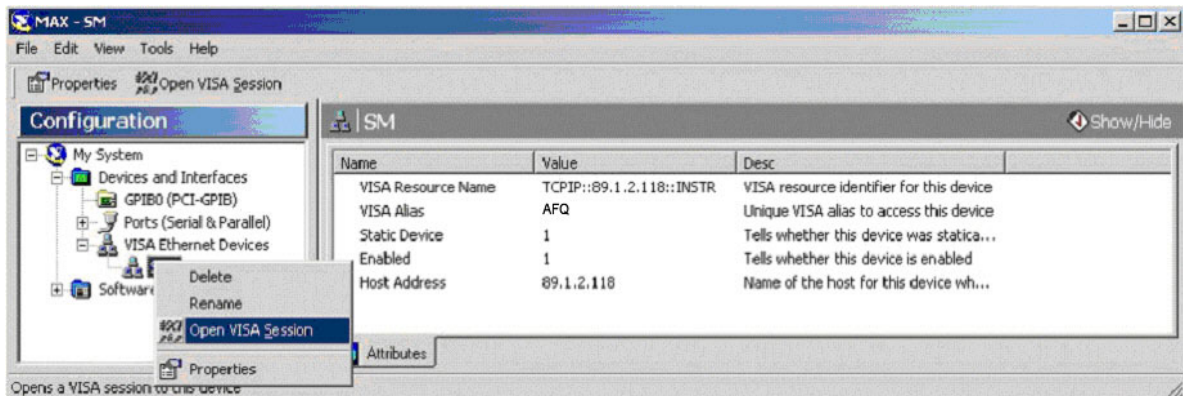 MAX - SM
File Edit View Tools Help
Properties Open VISA Session
Configuration
My System
Devices and Interfaces
GPIB0 (PCI-GPIB)
Ports (Serial & Parallel)
VISA Ethernet Devices
Software
Delete
Rename
Open VISA Session
Properties
SM
Show/Hide
Name Value Desc
VISA Resource Name TCPIP::89.1.2.118::INSTR VISA resource identifier for this device
VISA Alias AFQ Unique VISA alias to access this device
Static Device 1 Tells whether this device was statica...
Enabled 1 Tells whether this device is enabled
Host Address 89.1.2.118 Name of the host for this device wh...
Attributes
Opens a VISA session to this device